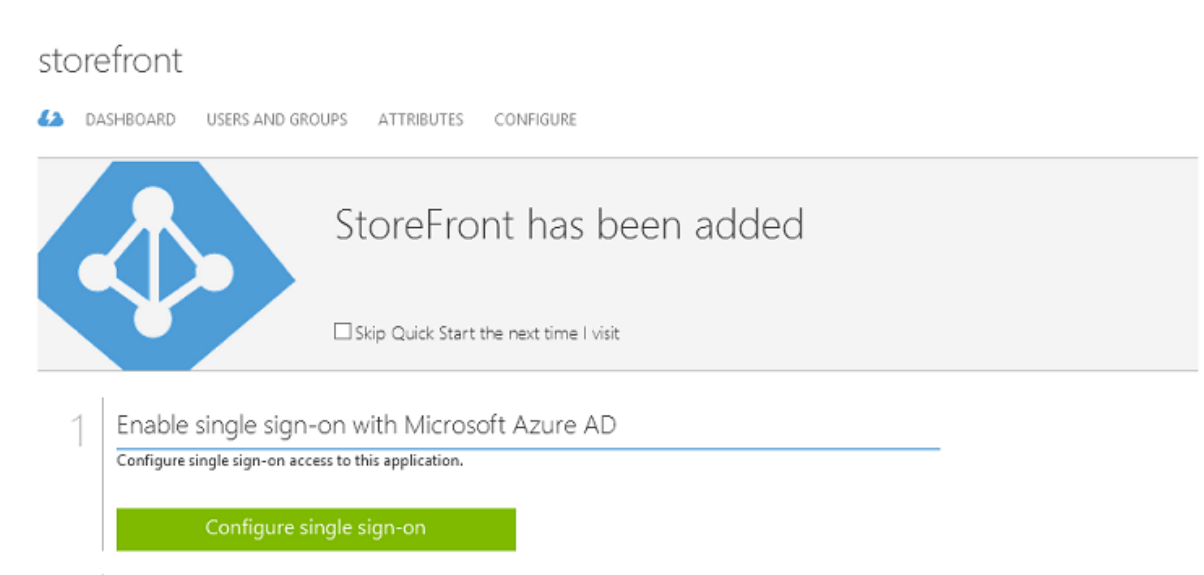 storefront
DASHBOARD USERS AND GROUPS ATTRIBUTES CONFIGURE
StoreFront has been added
Skip Quick Start the next time I visit
1
Enable single sign-on with Microsoft Azure AD
Configure single sign-on access to this application.
Configure single sign-on